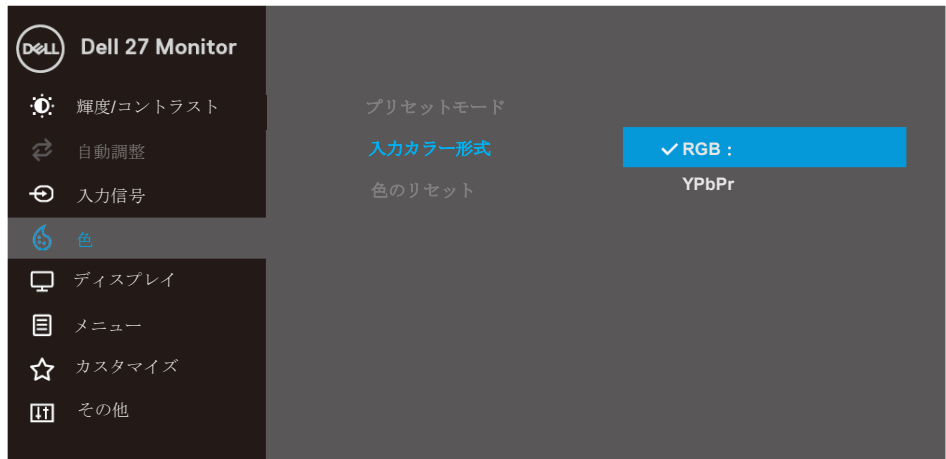 DELL Dell 27 Monitor
輝度/コントラスト
プリセットモード
自動調整
入力カラー形式
✓RGB：
入力信号
色のリセット
YPbPr
色
ディスプレイ
メニュー
カスタマイズ
その他